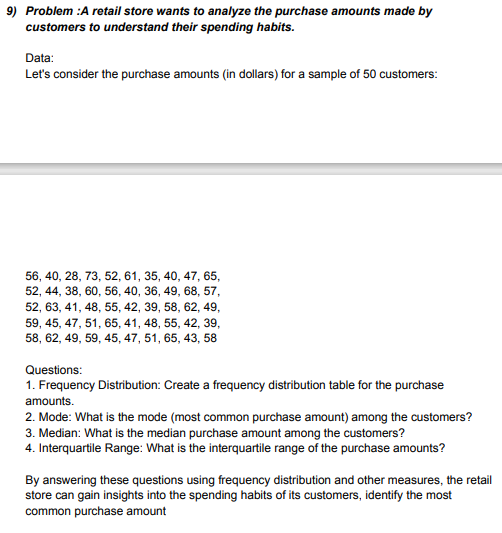 9) Problem :A retail store wants to analyze the purchase amounts made by
customers to understand their spending habits.
Data:
Let's consider the purchase amounts (in dollars) for a sample of 50 customers:
56, 40, 28, 73, 52, 61, 35, 40, 47, 65,
52, 44, 38, 60, 56, 40, 36, 49, 68, 57,
52, 63, 41, 48, 55, 42, 39, 58, 62, 49,
59, 45, 47, 51, 65, 41, 48, 55, 42, 39,
58, 62, 49, 59, 45, 47, 51, 65, 43, 58
Questions:
1. Frequency Distribution: Create a frequency distribution table for the purchase
amounts.
2. Mode: What is the mode (most common purchase amount) among the customers?
3. Median: What is the median purchase amount among the customers?
4. Interquartile Range: What is the interquartile range of the purchase amounts?
By answering these questions using frequency distribution and other measures, the retail
store can gain insights into the spending habits of its customers, identify the most
common purchase amount